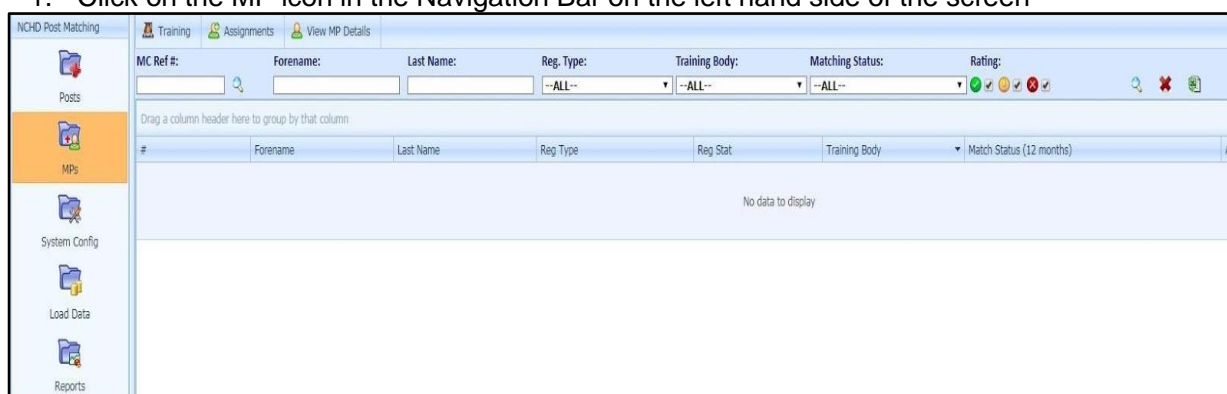 1. Click on the MP icon in the Navigation Bar on the left hand side of the screen
NCHD Post Matching
Training Assignments View MP Details
MC Ref #: Forename: Last Name: Reg. Type: Training Body: Matching Status: Rating:
--ALL-- --ALL-- --ALL--
Posts
Drag a column header here to group by that column
# Forename Last Name Reg Type Reg Stat Training Body Match Status (12 months)
MPs
No data to display
System Config
Load Data
Reports